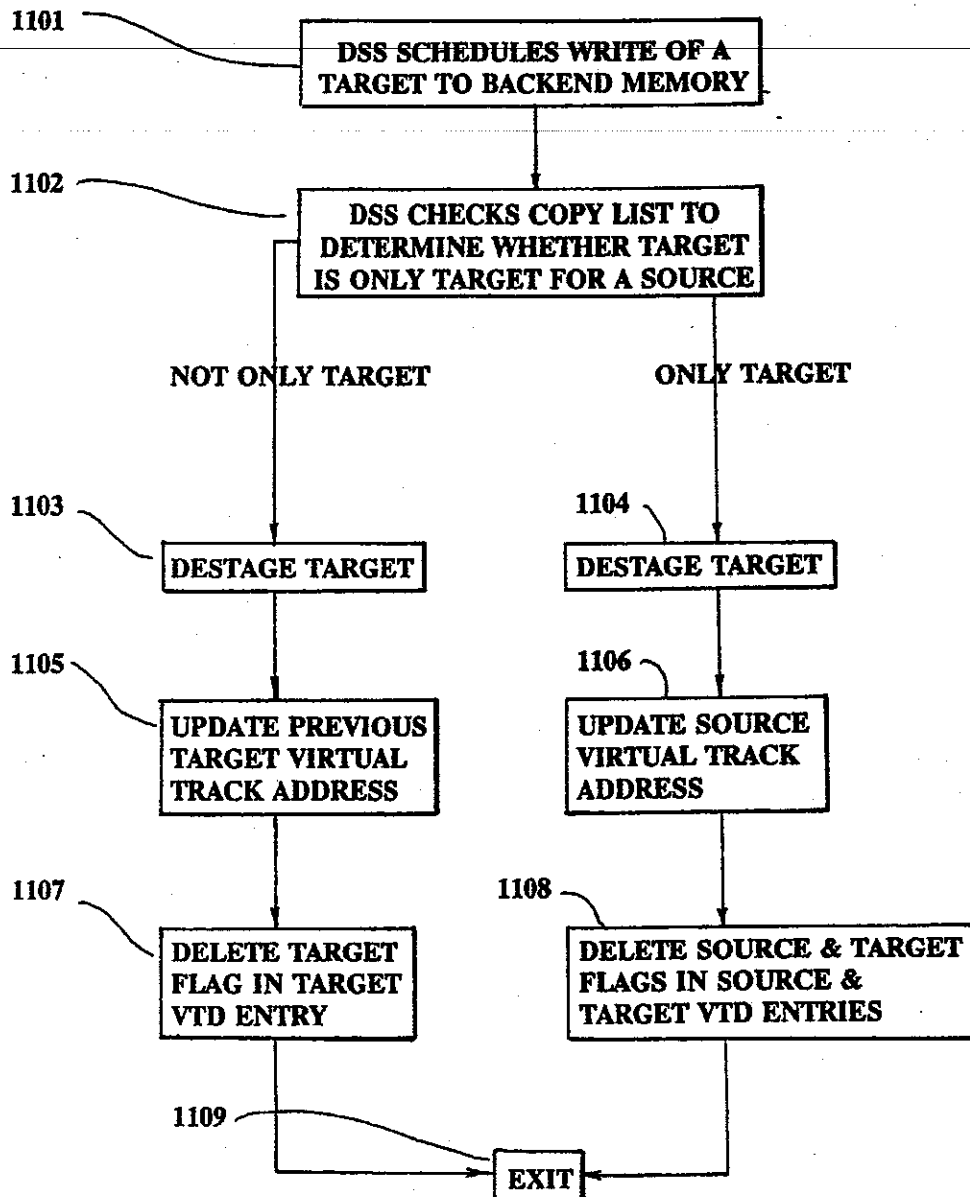 1101
DSS SCHEDULES WRITE OF A
TARGET TO BACKEND MEMORY
1102
DSS CHECKS COPY LIST TO
DETERMINE WHETHER TARGET
IS ONLY TARGET FOR A SOURCE
NOT ONLY TARGET
ONLY TARGET
1103
DESTAGE TARGET
1104
DESTAGE TARGET
1105
UPDATE PREVIOUS
TARGET VIRTUAL
TRACK ADDRESS
1106
UPDATE SOURCE
VIRTUAL TRACK
ADDRESS
1107
DELETE TARGET
FLAG IN TARGET
VTD ENTRY
1108
DELETE SOURCE & TARGET
FLAGS IN SOURCE &
TARGET VTD ENTRIES
1109
EXIT